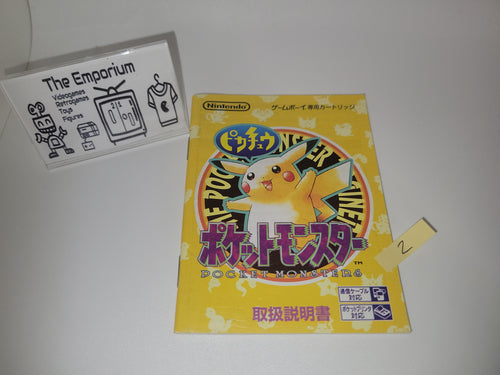 The Emporium
Videogames
Retrogames
Toys
Figures
Nintendo
ゲームボーイ専用カートリッジ
ピカチュウ
ポケットモンスター
TM
POCKET MONSTERS
取扱説明書
通信ケーブル
対応
ポケットプリンタ
対応
2